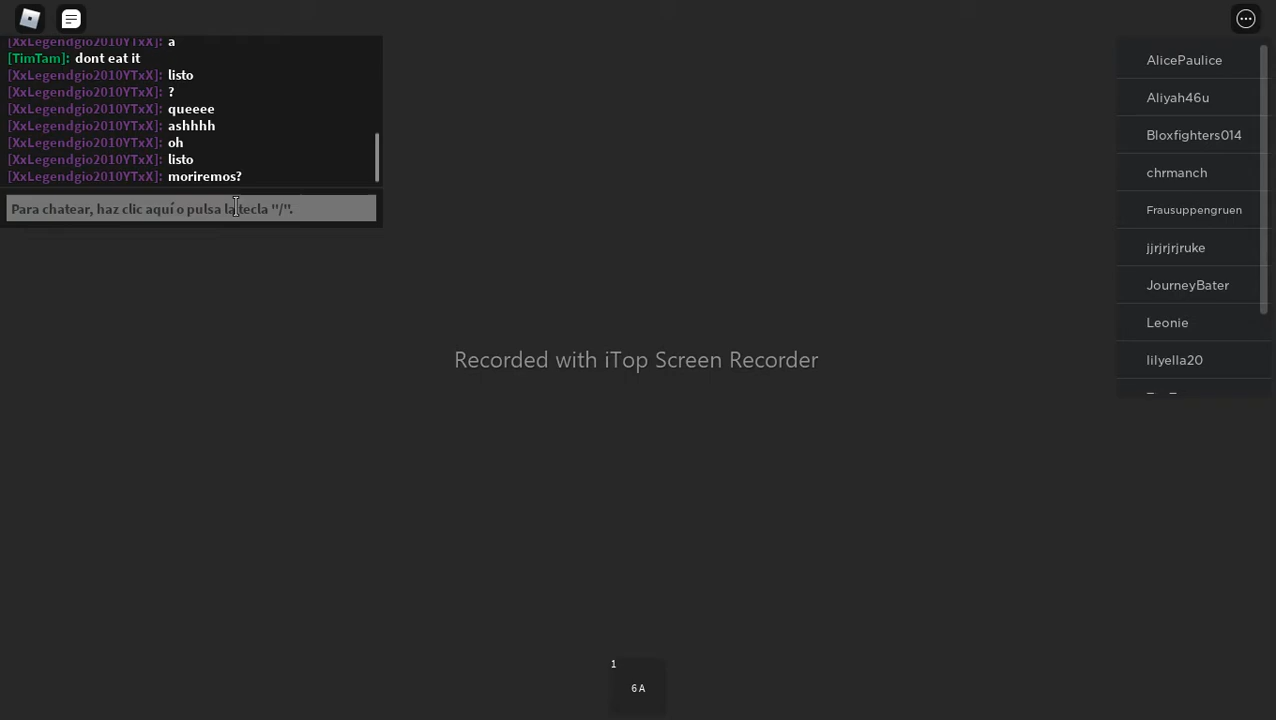 [XxLegendgio2010YTxX]: a
[TimTam]: dont eat it
[XxLegendgio2010YTxX]: listo
[XxLegendgio2010YTxX]: ?
[XxLegendgio2010YTxX]: queeee
[XxLegendgio2010YTxX]: ashhhh
[XxLegendgio2010YTxX]: oh
[XxLegendgio2010YTxX]: listo
[XxLegendgio2010YTxX]: moriremos?
Para chatear, haz clic aquí o pulsa la tecla "/".
AlicePaulice
Aliyah46u
Bloxfighters014
chrmanch
Frausuppengruen
jjrjrjrjruke
JourneyBater
Leonie
lilyella20
Recorded with iTop Screen Recorder
1
6 A